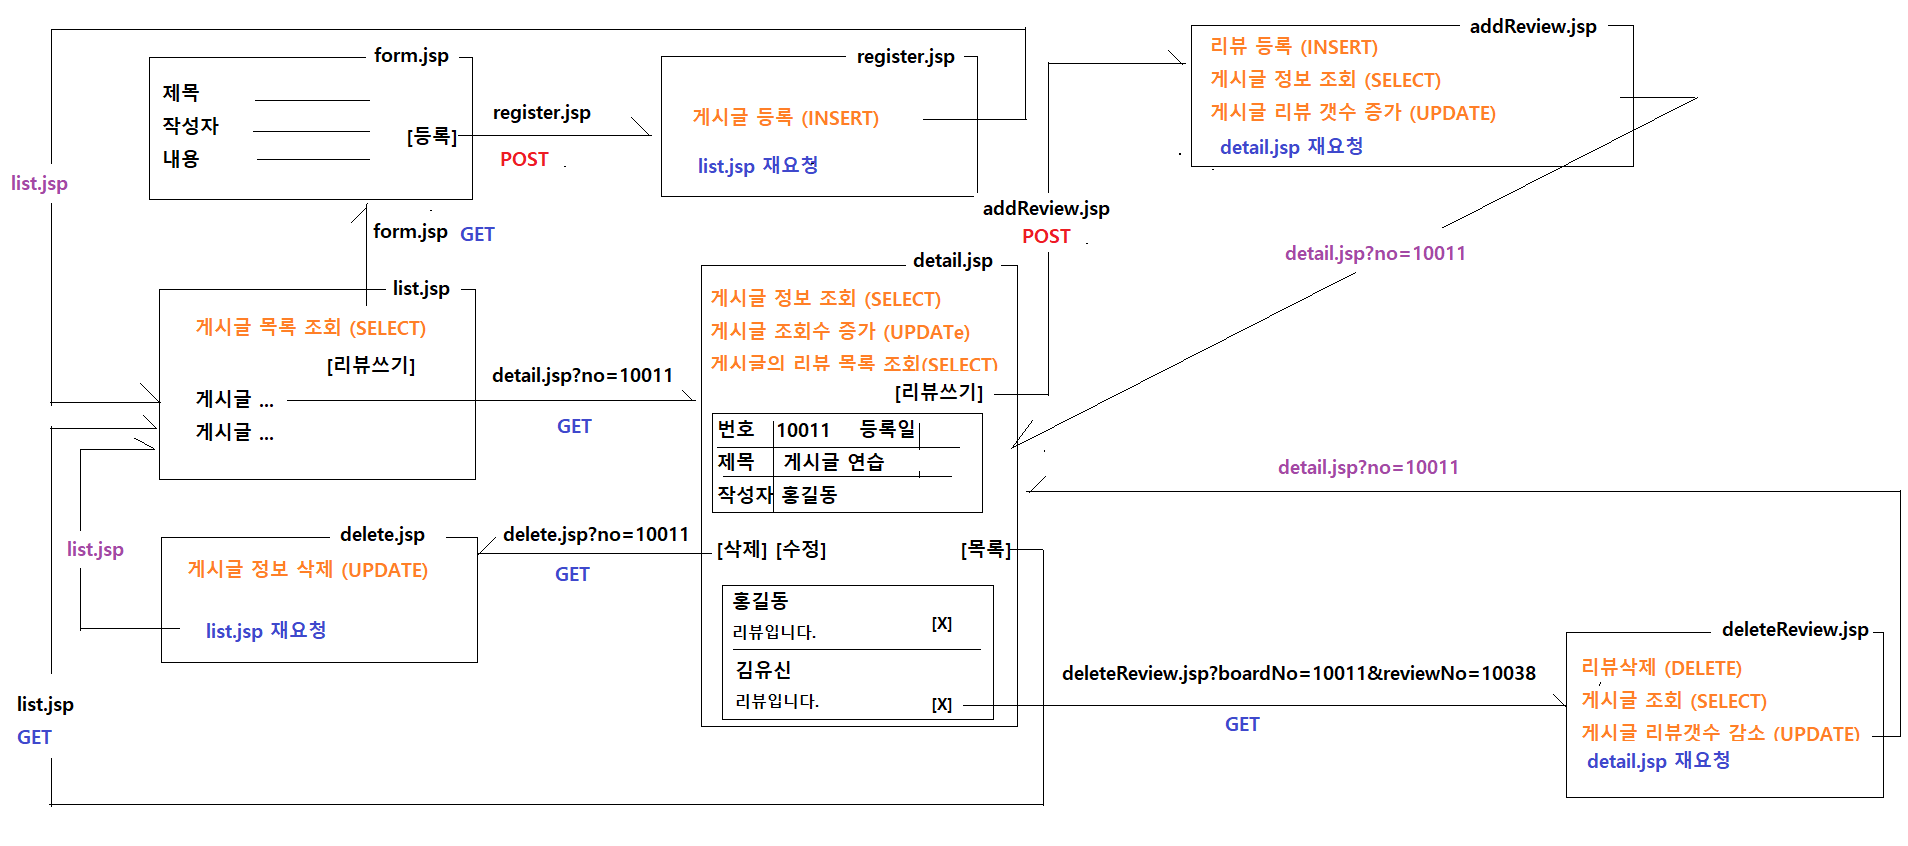 form.jsp
제목
작성자
내용
[등록]
register.jsp
POST
register.jsp
게시글 등록 (INSERT)
list.jsp 재요청
addReview.jsp
리뷰 등록 (INSERT)
게시글 정보 조회 (SELECT)
게시글 리뷰 갯수 증가 (UPDATE)
detail.jsp 재요청
list.jsp
form.jsp GET
addReview.jsp
POST
detail.jsp?no=10011
list.jsp
게시글 목록 조회 (SELECT)
[리뷰쓰기]
게시글 ...
게시글 ...
detail.jsp?no=10011
GET
detail.jsp
게시글 정보 조회 (SELECT)
게시글 조회수 증가 (UPDATe)
게시글의 리뷰 목록 조회(SELECT)
[리뷰쓰기]
번호 10011 등록일
제목 게시글 연습
작성자 홍길동
[삭제] [수정] [목록]
홍길동
리뷰입니다. [X]
김유신
리뷰입니다. [X]
detail.jsp?no=10011
delete.jsp?no=10011
GET
delete.jsp
게시글 정보 삭제 (UPDATE)
list.jsp 재요청
list.jsp
list.jsp
GET
deleteReview.jsp?boardNo=10011&reviewNo=10038
GET
deleteReview.jsp
리뷰삭제 (DELETE)
게시글 조회 (SELECT)
게시글 리뷰갯수 감소 (UPDATE)
detail.jsp 재요청